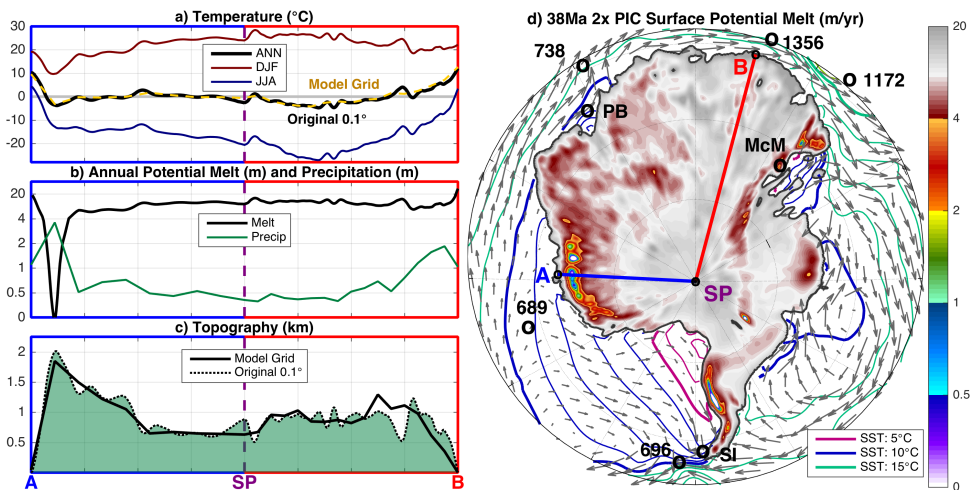 a) Temperature (°C)
30
20
10
0
-10
-20
ANN
DJF
JJA
Model Grid
Original 0.1°
b) Annual Potential Melt (m) and Precipitation (m)
20
4
2
1
0.5
0
Melt
Precip
c) Topography (km)
2
1.5
1
0.5
Model Grid
Original 0.1°
A
SP
B
d) 38Ma 2x PIC Surface Potential Melt (m/yr)
738
1356
1172
B
PB
McM
A
SP
689
696
SI
SST: 5°C
SST: 10°C
SST: 15°C
20
4
2
1
0.5
0